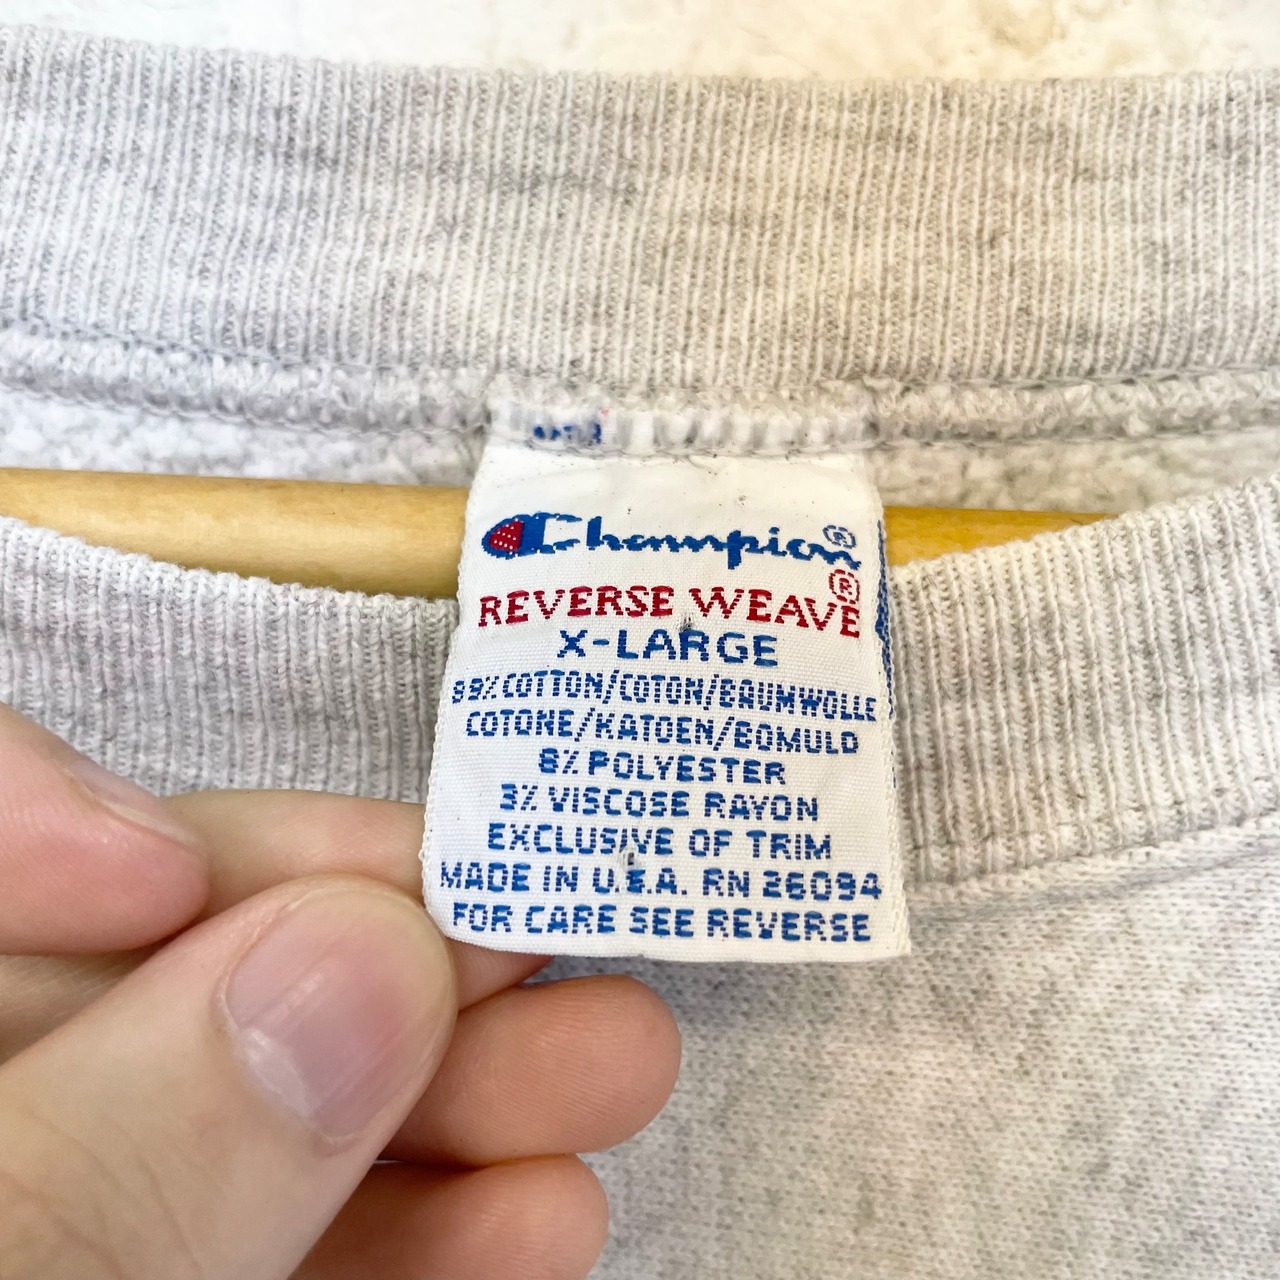 Champion®
REVERSE WEAVE®
X-LARGE
89% COTTON/COTON/BAUMWOLLE
COTONE/KATOEN/BOMULD
8% POLYESTER
3% VISCOSE RAYON
EXCLUSIVE OF TRIM
MADE IN U.S.A. RN 26094
FOR CARE SEE REVERSE